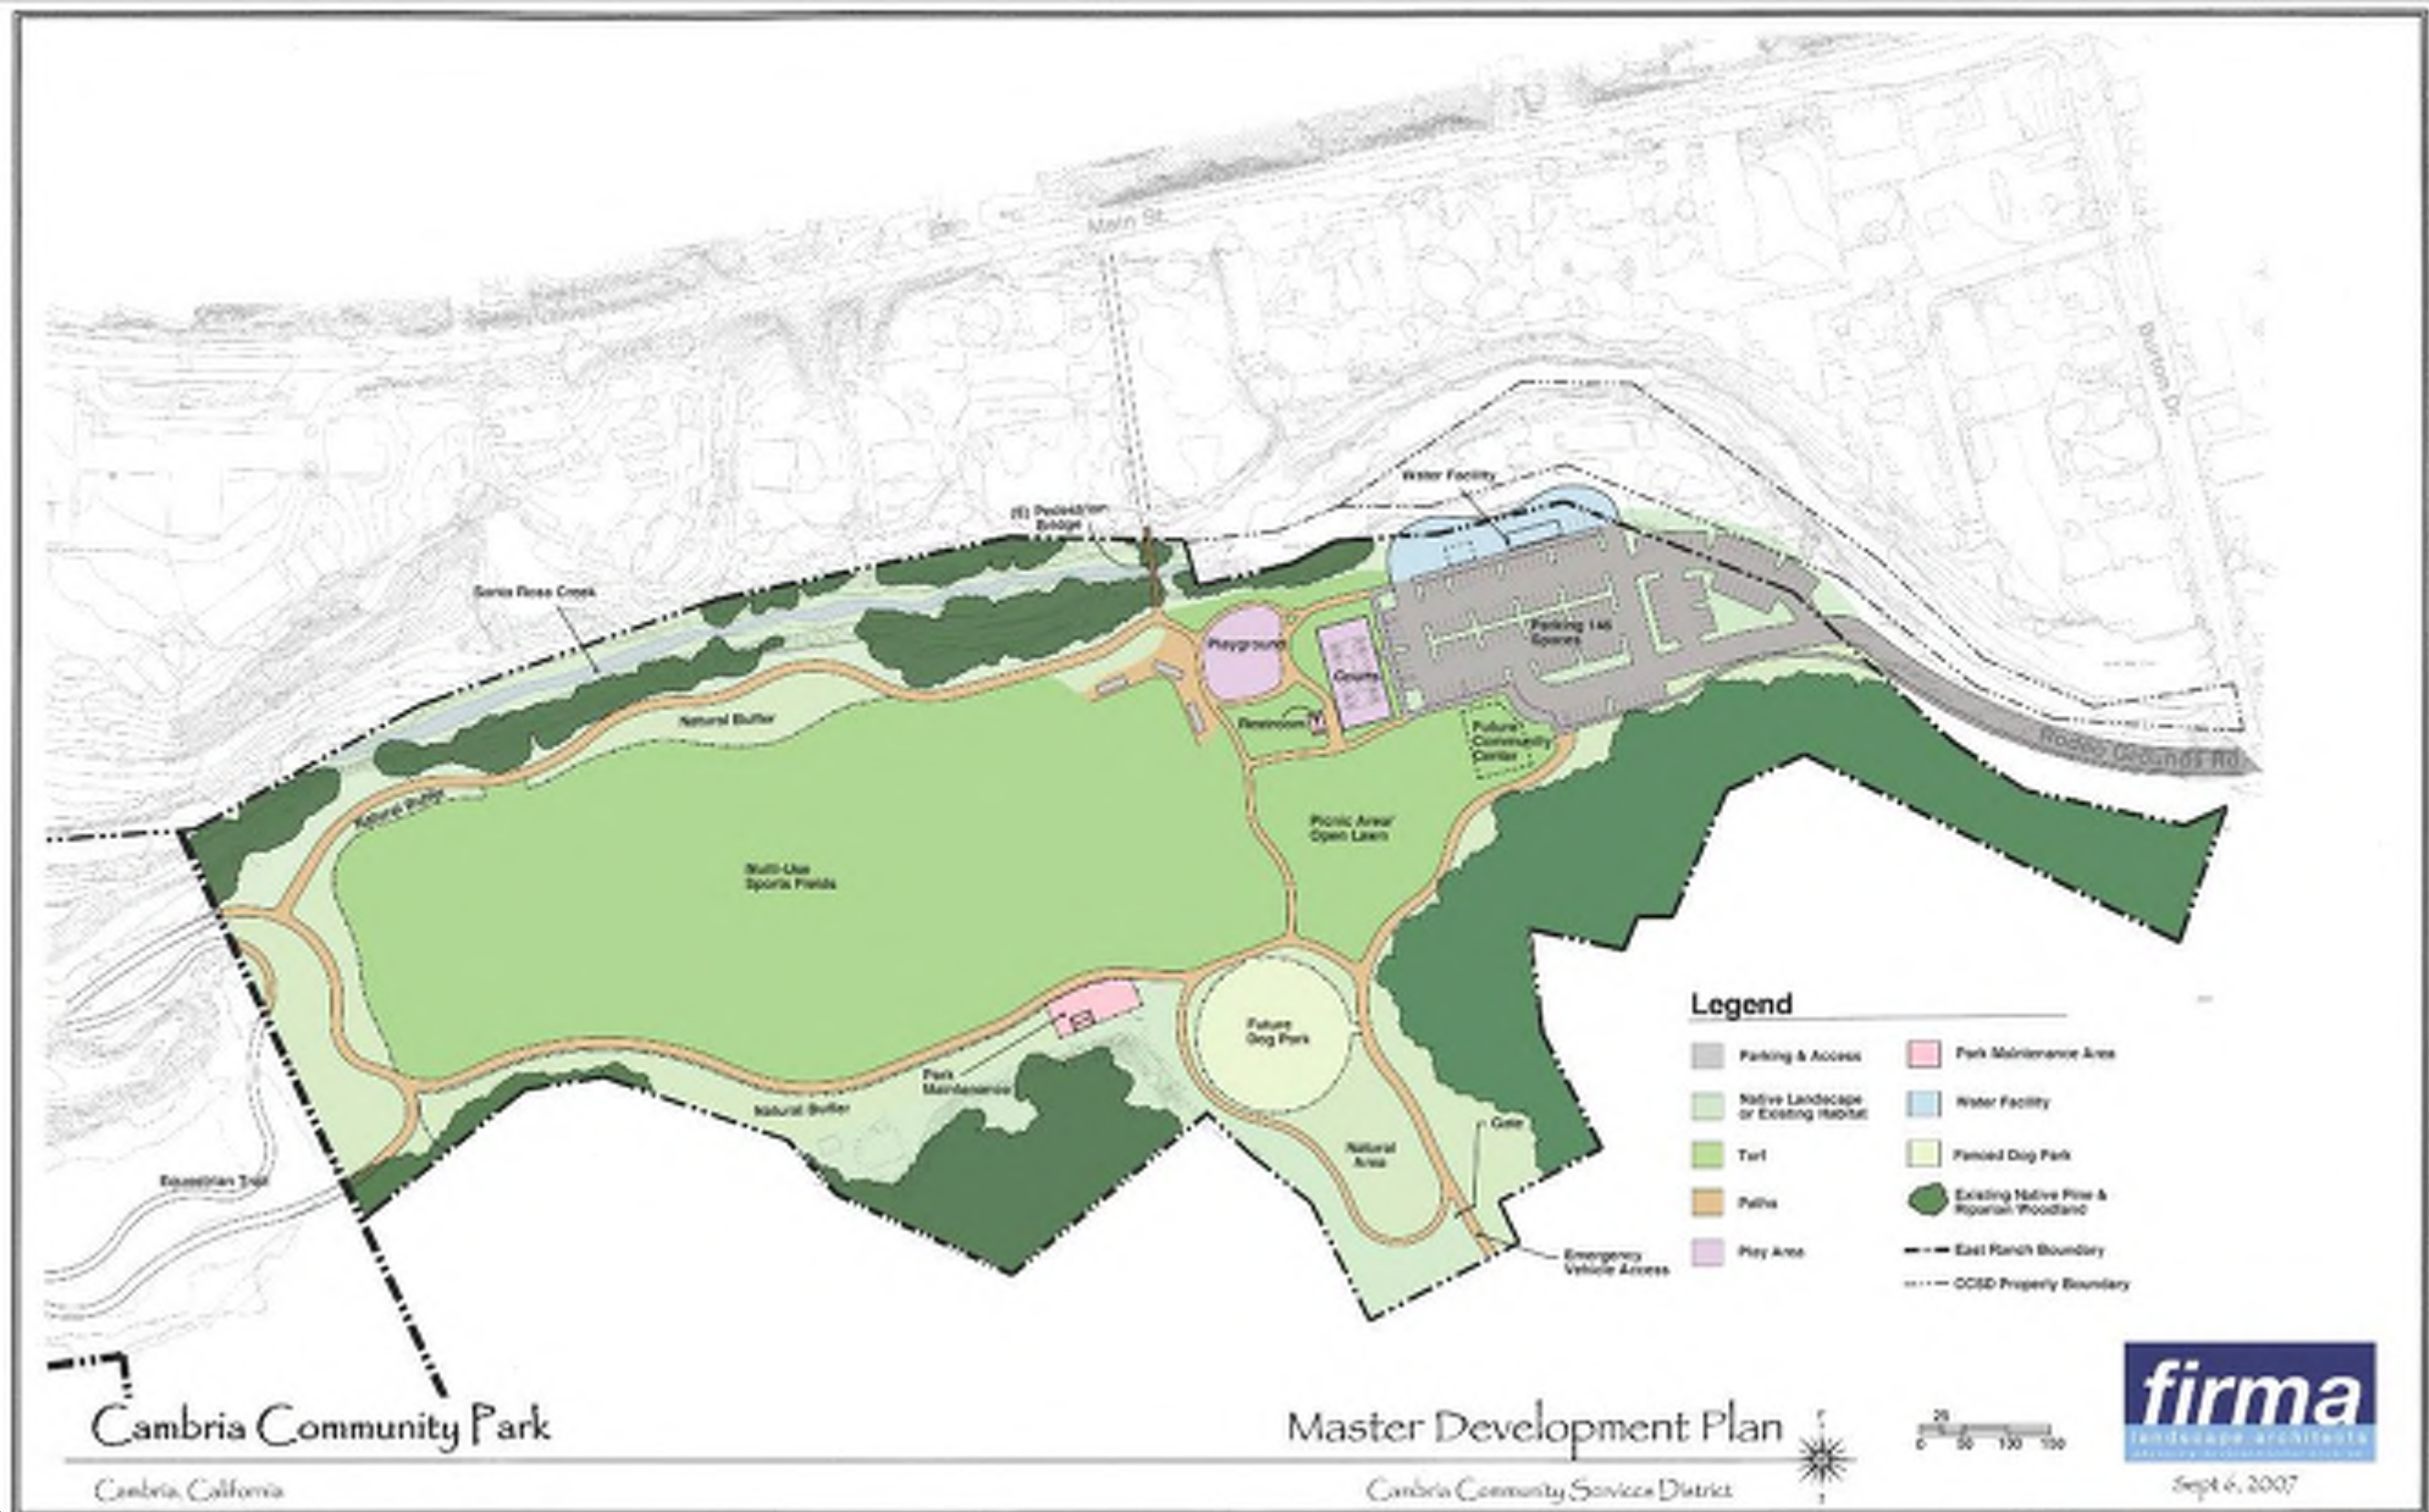 Main St.
Burton Dr.
Water Facility
(E) Pedestrian
Bridge
Santa Rosa Creek
Playground
Parking 146
Spaces
Courts
Natural Buffer
Restroom
Future
Community
Center
Rodeo Grounds Rd.
Natural Buffer
Picnic Area/
Open Lawn
Multi-Use
Sports Fields
Future
Dog Park
Park
Maintenance
Natural Buffer
Gate
Natural
Area
Equestrian Trail
Emergency
Vehicle Access
Legend
Parking & Access
Native Landscape
or Existing Habitat
Turf
Paths
Play Area
Park Maintenance Area
Water Facility
Fenced Dog Park
Existing Native Pine &
Riparian Woodland
East Ranch Boundary
CCSD Property Boundary
Cambria Community Park
Cambria, California
Master Development Plan
Cambria Community Services District
25
0 50 100 150
firma
landscape architects
Sept 6, 2007